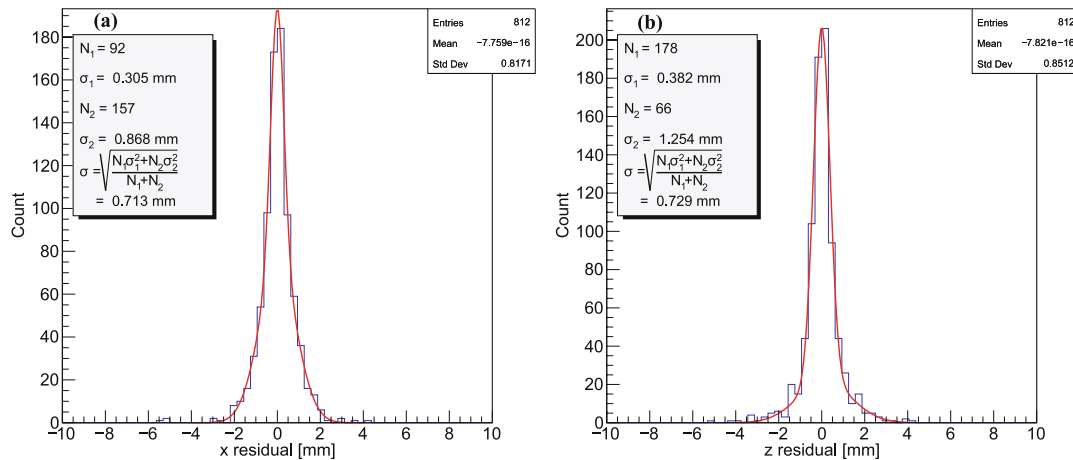 (a)
Entries 812
Mean −7.759e−16
Std Dev 0.8171
N1 = 92
σ1 = 0.305 mm
N2 = 157
σ2 = 0.868 mm
σ = √((N1σ1²+N2σ2²)/(N1+N2))
= 0.713 mm
Count
180
160
140
120
100
80
60
40
20
0
−10 −8 −6 −4 −2 0 2 4 6 8 10
x residual [mm]
(b)
Entries 812
Mean −7.821e−16
Std Dev 0.8512
N1 = 178
σ1 = 0.382 mm
N2 = 66
σ2 = 1.254 mm
σ = √((N1σ1²+N2σ2²)/(N1+N2))
= 0.729 mm
Count
200
180
160
140
120
100
80
60
40
20
0
−10 −8 −6 −4 −2 0 2 4 6 8 10
z residual [mm]